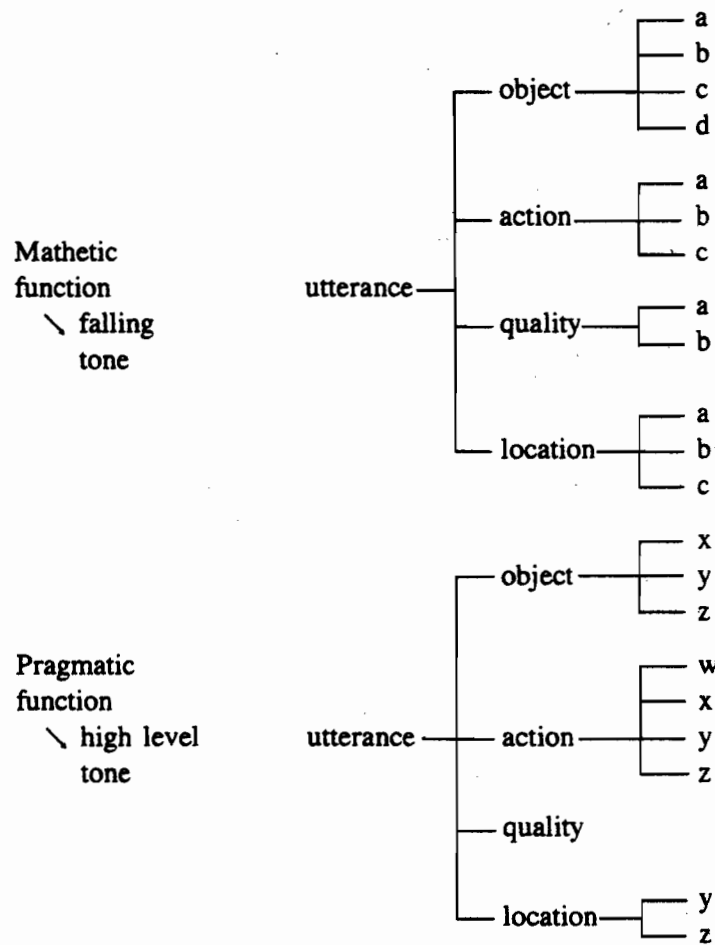 a
b
object c
d
a
action b
c
Mathetic
function
utterance
↘ falling
quality a
b
tone
a
location b
c
x
object y
z
Pragmatic
function
w
x
↘ high level
utterance action y
tone
z
quality
y
location
z